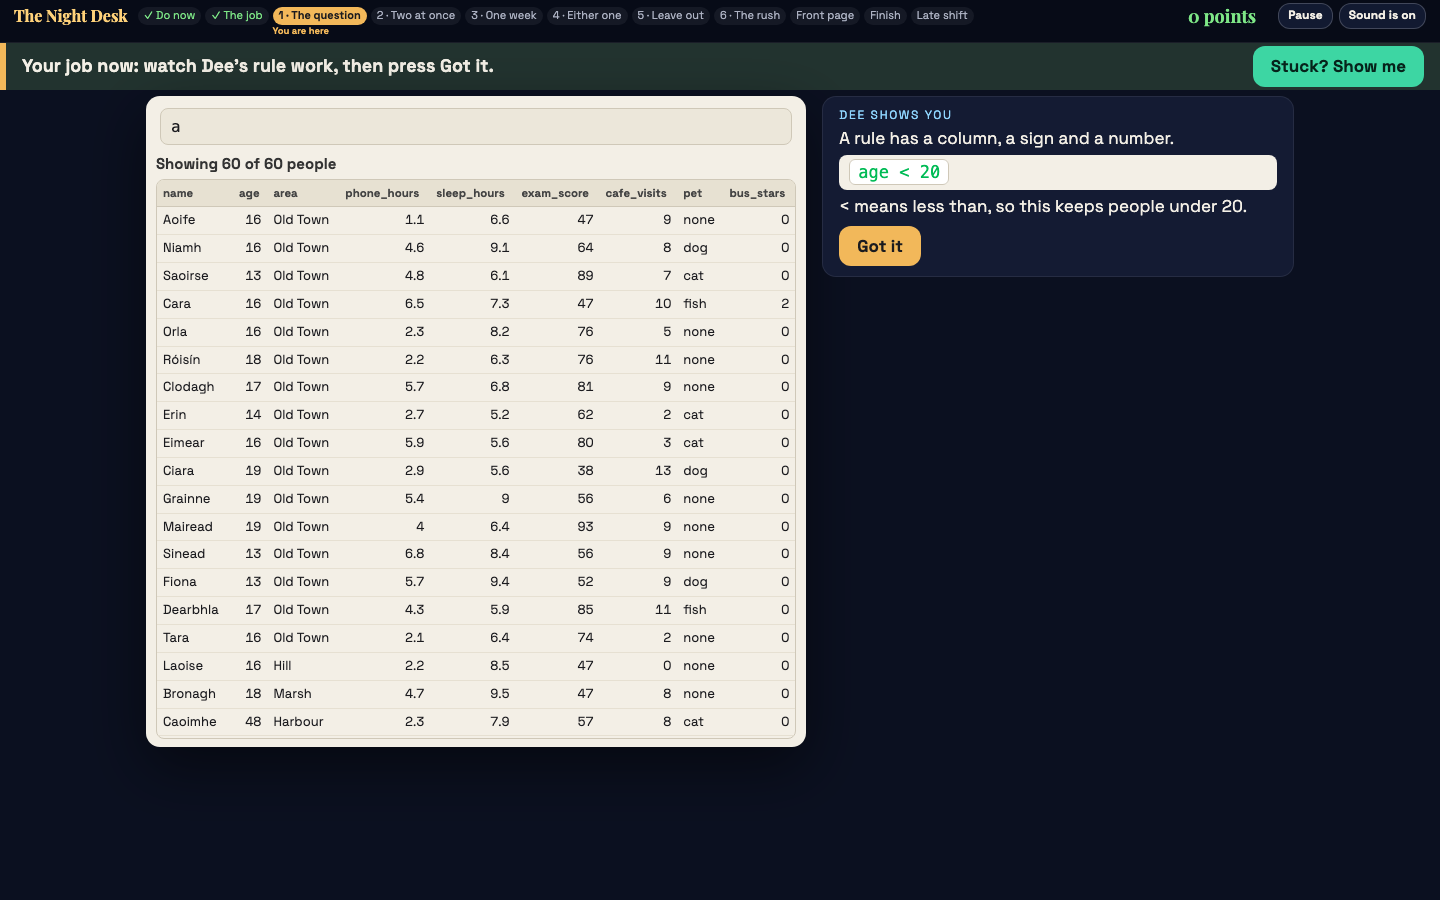 The Night Desk ✓ Do now ✓ The job 1 · The question 2 · Two at once 3 · One week 4 · Either one 5 · Leave out 6 · The rush Front page Finish Late shift 0 points Pause Sound is on
You are here
Your job now: watch Dee's rule work, then press Got it. Stuck? Show me
a
Showing 60 of 60 people
name age area phone_hours sleep_hours exam_score cafe_visits pet bus_stars
Aoife 16 Old Town 1.1 6.6 47 9 none 0
Niamh 16 Old Town 4.6 9.1 64 8 dog 0
Saoirse 13 Old Town 4.8 6.1 89 7 cat 0
Cara 16 Old Town 6.5 7.3 47 10 fish 2
Orla 16 Old Town 2.3 8.2 76 5 none 0
Róisín 18 Old Town 2.2 6.3 76 11 none 0
Clodagh 17 Old Town 5.7 6.8 81 9 none 0
Erin 14 Old Town 2.7 5.2 62 2 cat 0
Eimear 16 Old Town 5.9 5.6 80 3 cat 0
Ciara 19 Old Town 2.9 5.6 38 13 dog 0
Grainne 19 Old Town 5.4 9 56 6 none 0
Mairead 19 Old Town 4 6.4 93 9 none 0
Sinead 13 Old Town 6.8 8.4 56 9 none 0
Fiona 13 Old Town 5.7 9.4 52 9 dog 0
Dearbhla 17 Old Town 4.3 5.9 85 11 fish 0
Tara 16 Old Town 2.1 6.4 74 2 none 0
Laoise 16 Hill 2.2 8.5 47 0 none 0
Bronagh 18 Marsh 4.7 9.5 47 8 none 0
Caoimhe 48 Harbour 2.3 7.9 57 8 cat 0
DEE SHOWS YOU
A rule has a column, a sign and a number.
age < 20
< means less than, so this keeps people under 20.
Got it